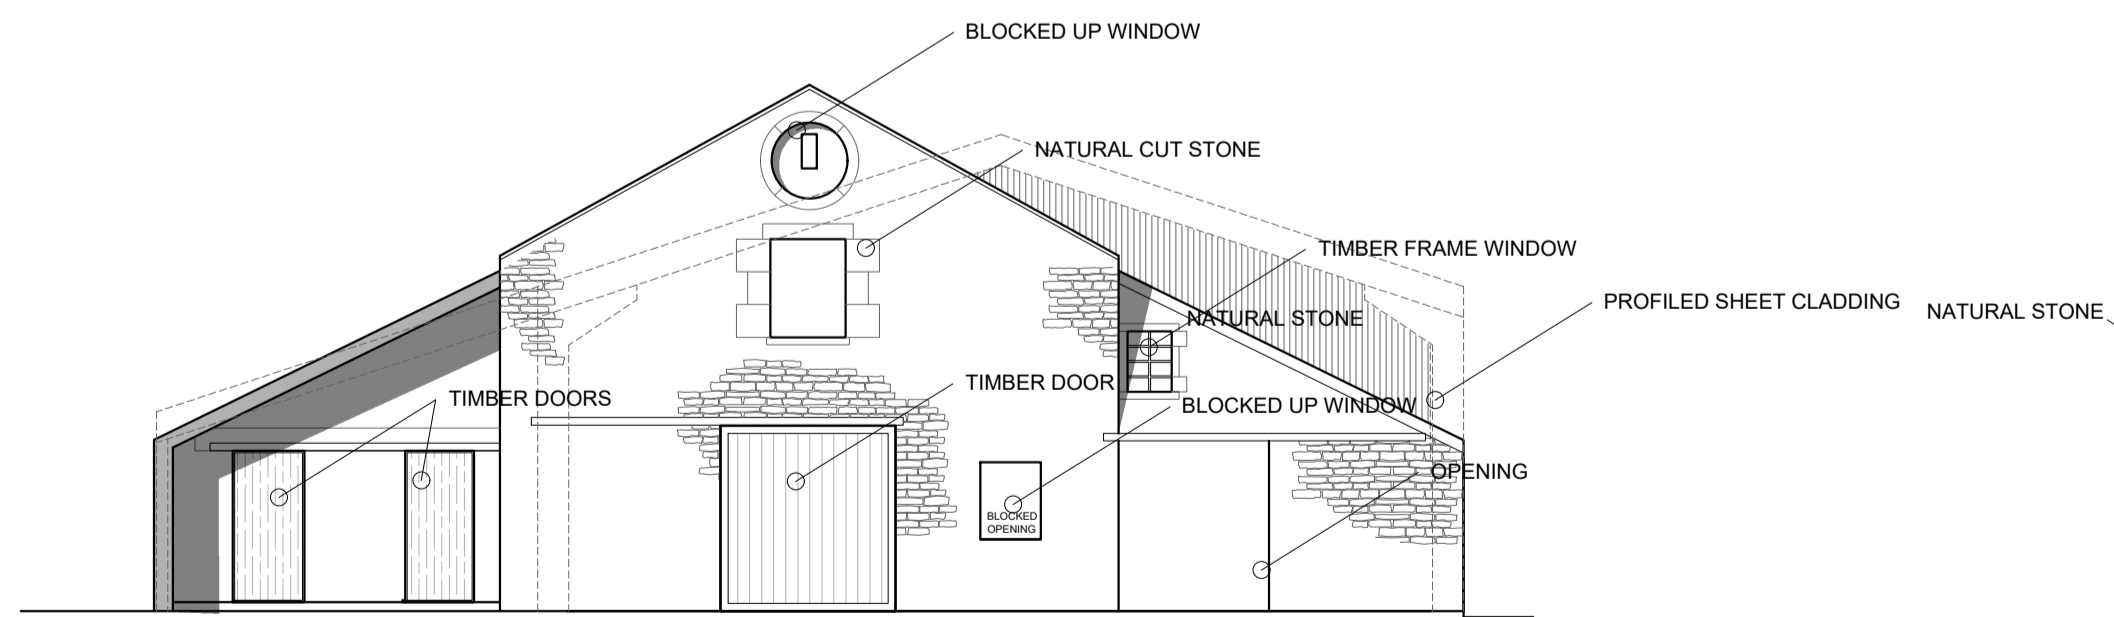 BLOCKED UP WINDOW
NATURAL CUT STONE
TIMBER FRAME WINDOW
PROFILED SHEET CLADDING
NATURAL STONE
NATURAL STONE
TIMBER DOORS
TIMBER DOOR
BLOCKED UP WINDOW
OPENING
BLOCKED
OPENING